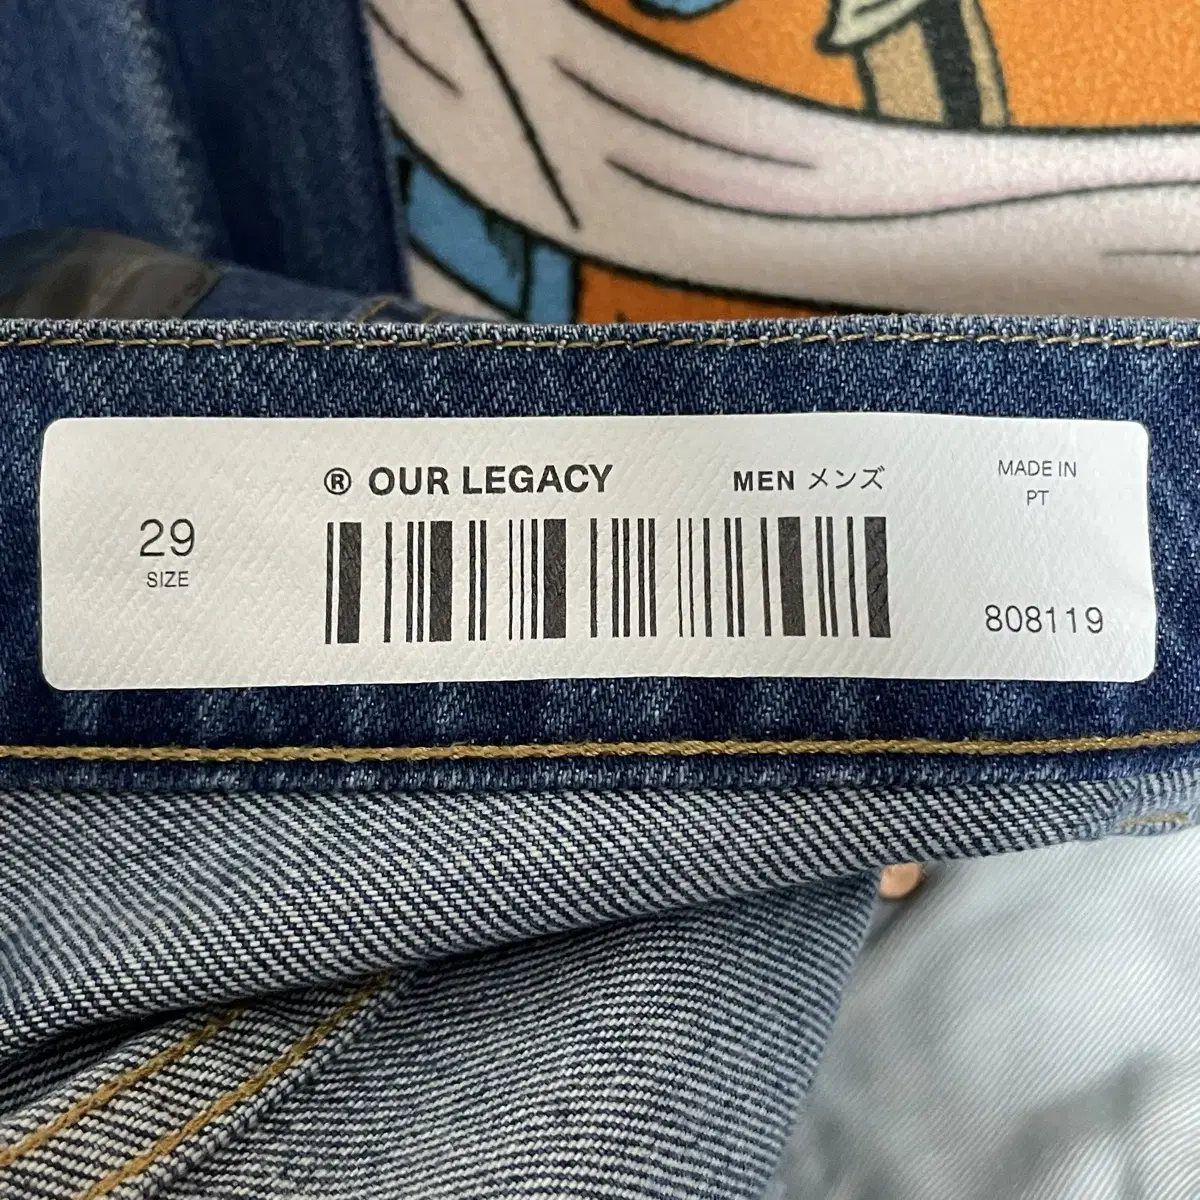 ® OUR LEGACY
MEN メンズ
MADE IN
PT
29
SIZE
808119